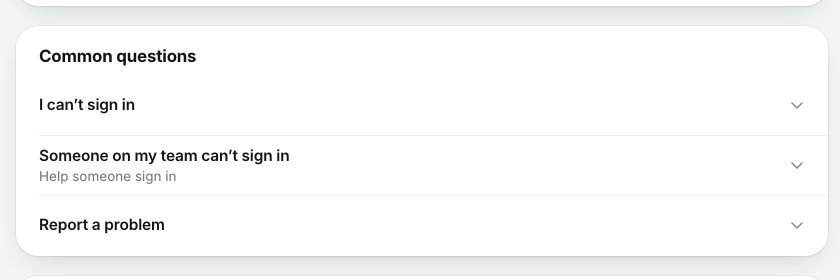 Common questions
I can’t sign in
Someone on my team can’t sign in
Help someone sign in
Report a problem